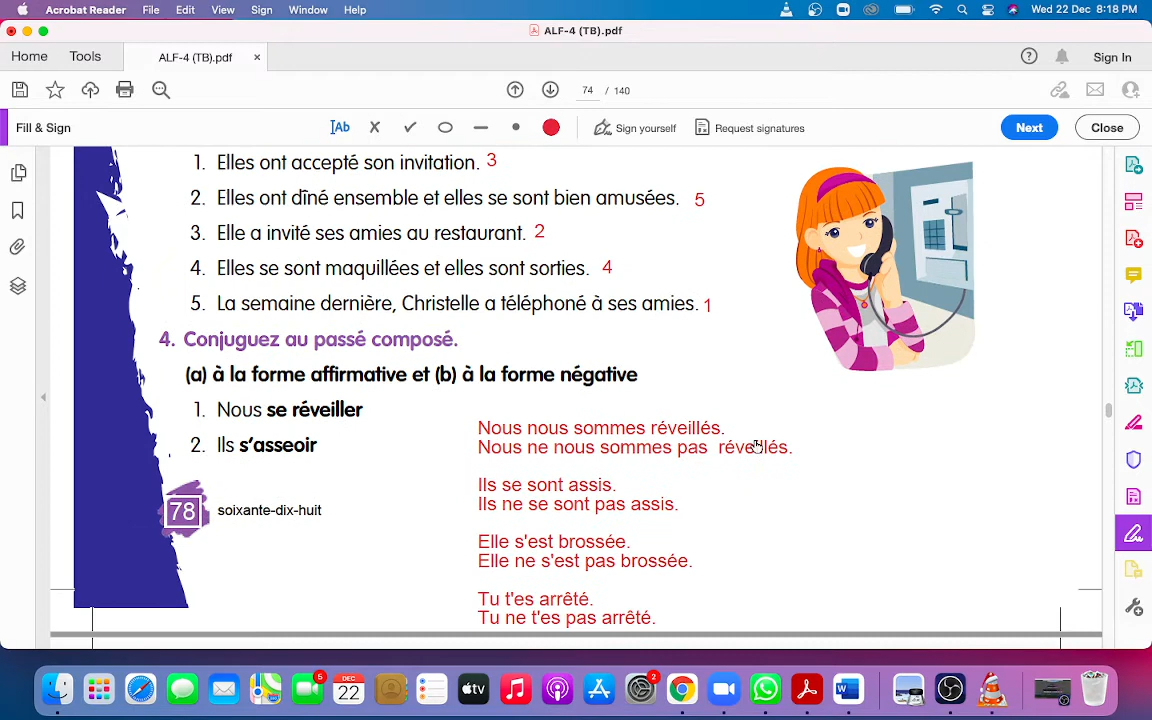 Acrobat Reader File Edit View Sign Window Help Wed 22 Dec 8:18 PM
ALF-4 (TB).pdf
Home Tools ALF-4 (TB).pdf × Sign In
74 / 140
Fill & Sign Ab Sign yourself Request signatures Next Close
1. Elles ont accepté son invitation. 3
2. Elles ont dîné ensemble et elles se sont bien amusées. 5
3. Elle a invité ses amies au restaurant. 2
4. Elles se sont maquillées et elles sont sorties. 4
5. La semaine dernière, Christelle a téléphoné à ses amies. 1
4. Conjuguez au passé composé.
(a) à la forme affirmative et (b) à la forme négative
1. Nous se réveiller
2. Ils s'asseoir
Nous nous sommes réveillés.
Nous ne nous sommes pas réveillés.
Ils se sont assis.
Ils ne se sont pas assis.
78 soixante-dix-huit
Elle s'est brossée.
Elle ne s'est pas brossée.
Tu t'es arrêté.
Tu ne t'es pas arrêté.
5 DEC 22 tv 2 W